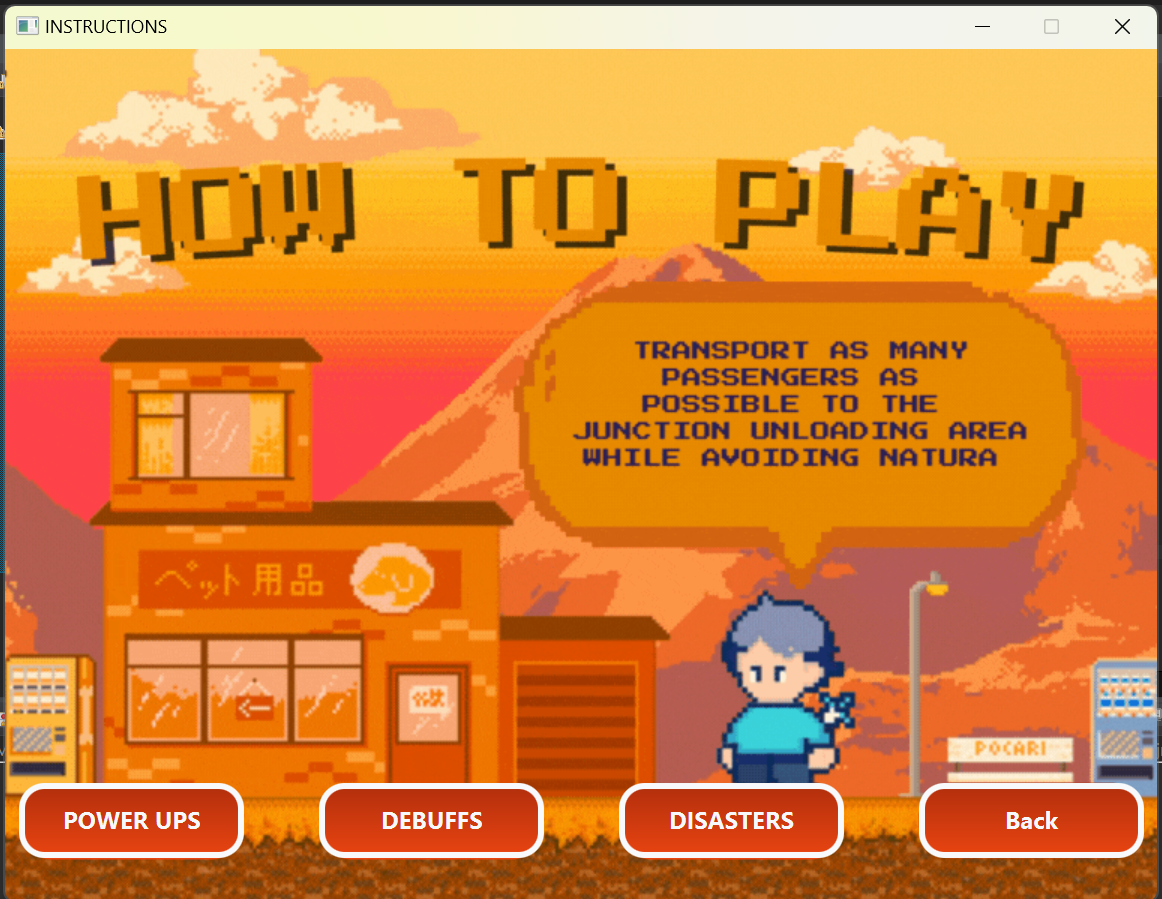 INSTRUCTIONS
HOW TO PLAY
TRANSPORT AS MANY
PASSENGERS AS
POSSIBLE TO THE
JUNCTION UNLOADING AREA
WHILE AVOIDING NATURA
ペット用品
POCARI
POWER UPS
DEBUFFS
DISASTERS
Back